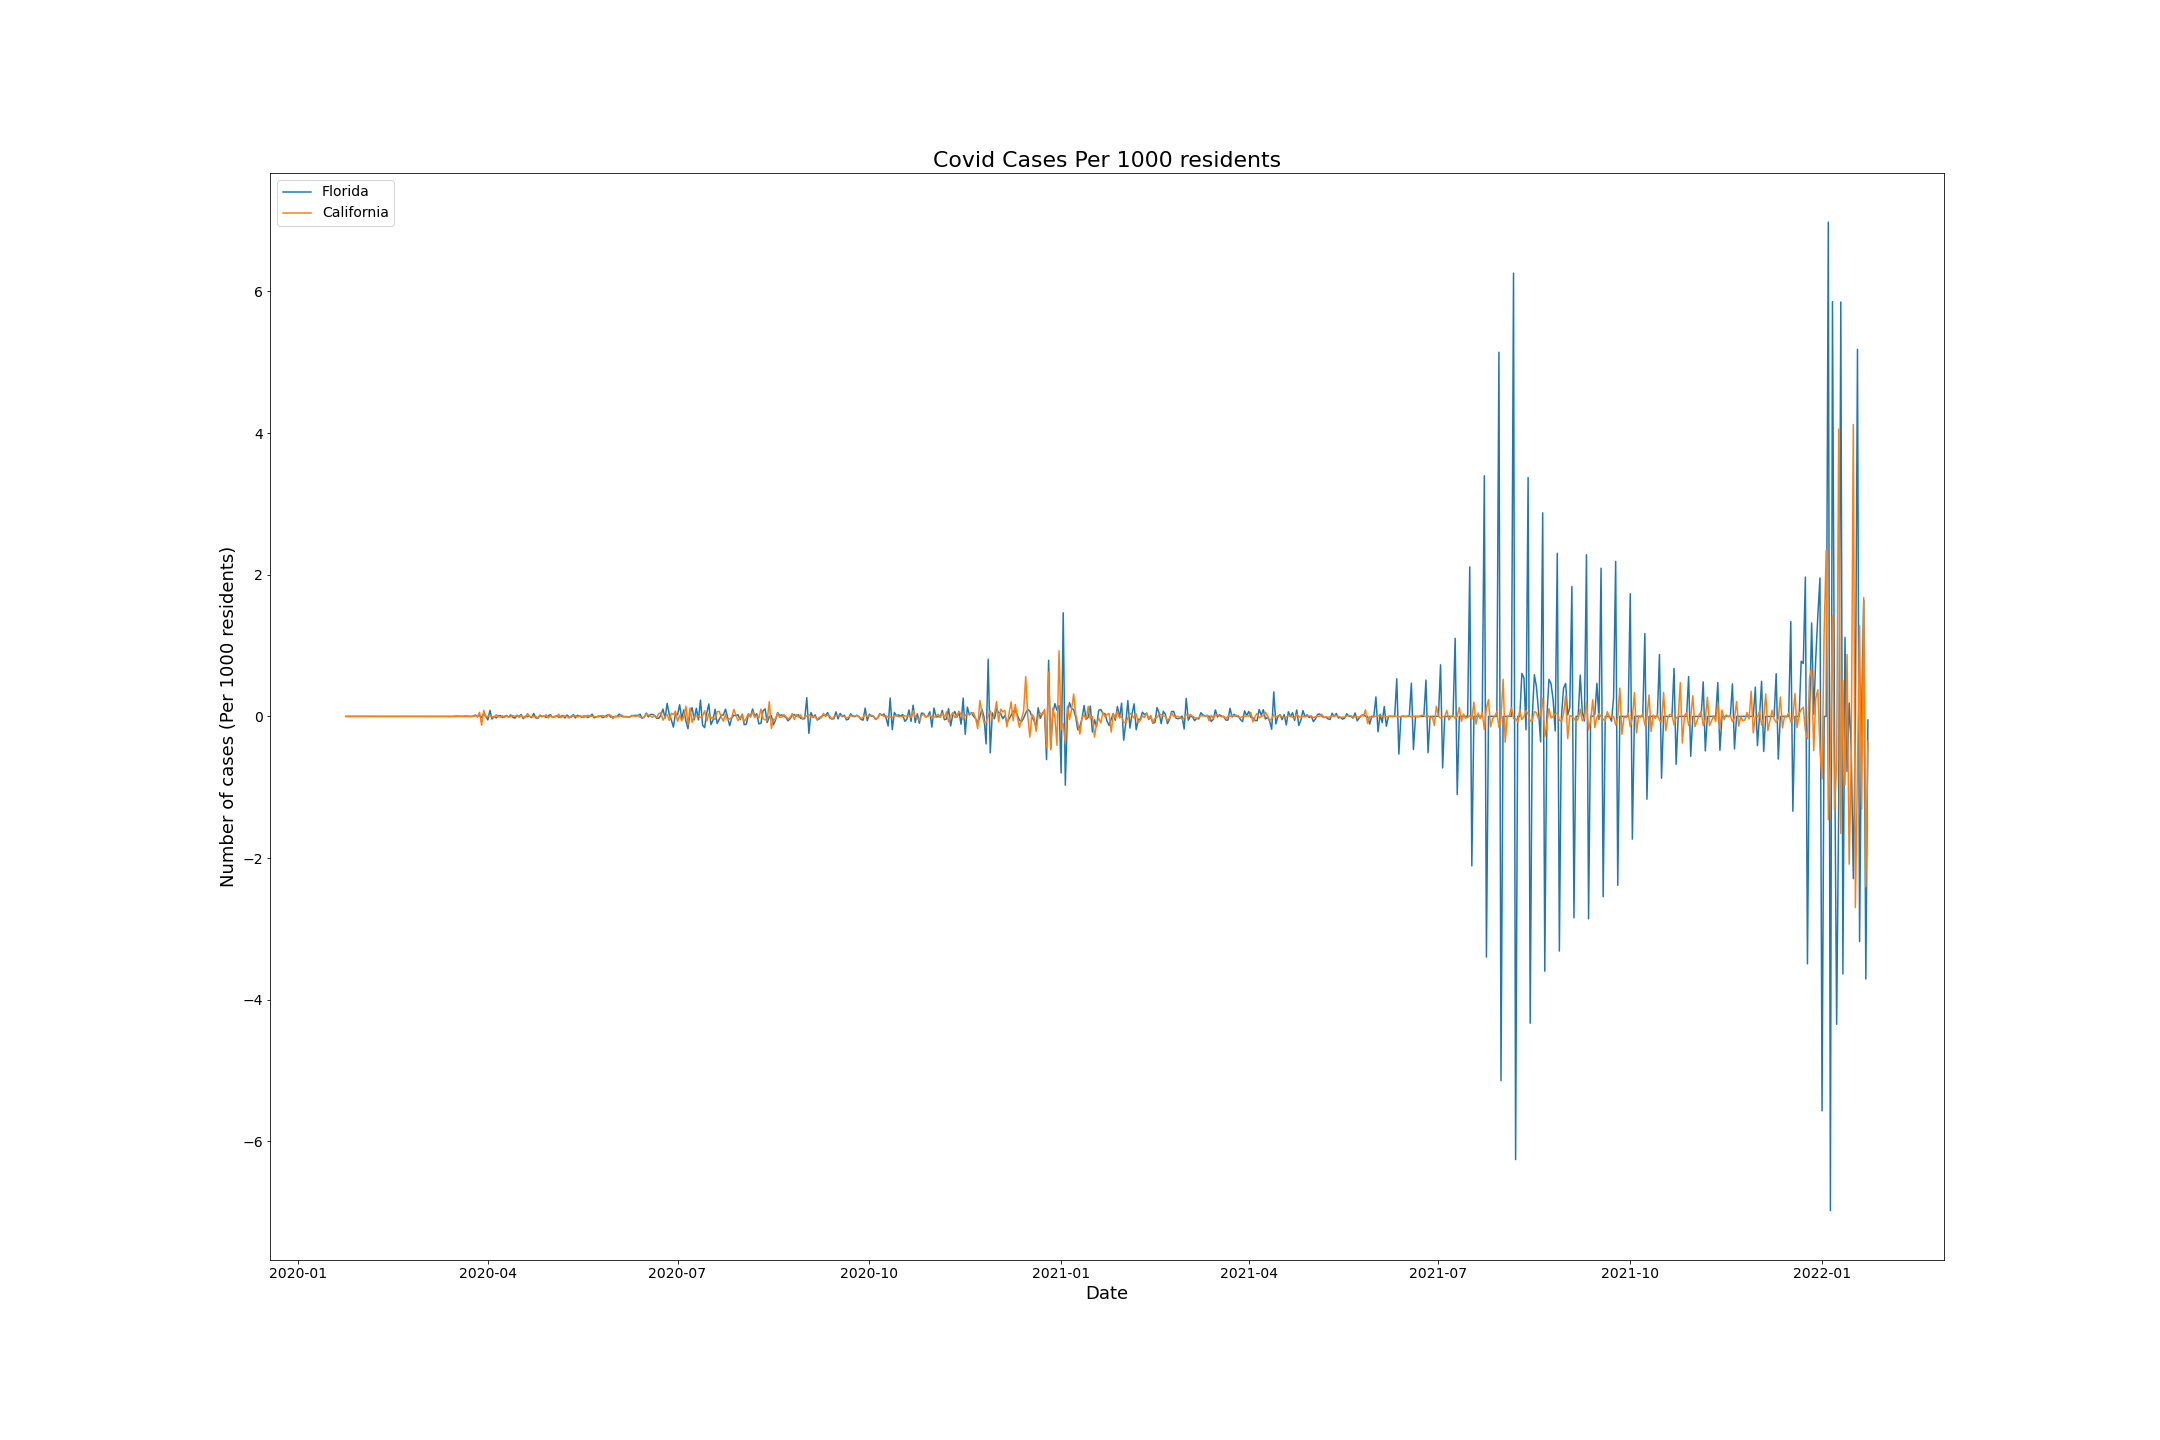 Covid Cases Per 1000 residents
Florida
California
Number of cases (Per 1000 residents)
6
4
2
0
−2
−4
−6
2020-01 2020-04 2020-07 2020-10 2021-01 2021-04 2021-07 2021-10 2022-01
Date